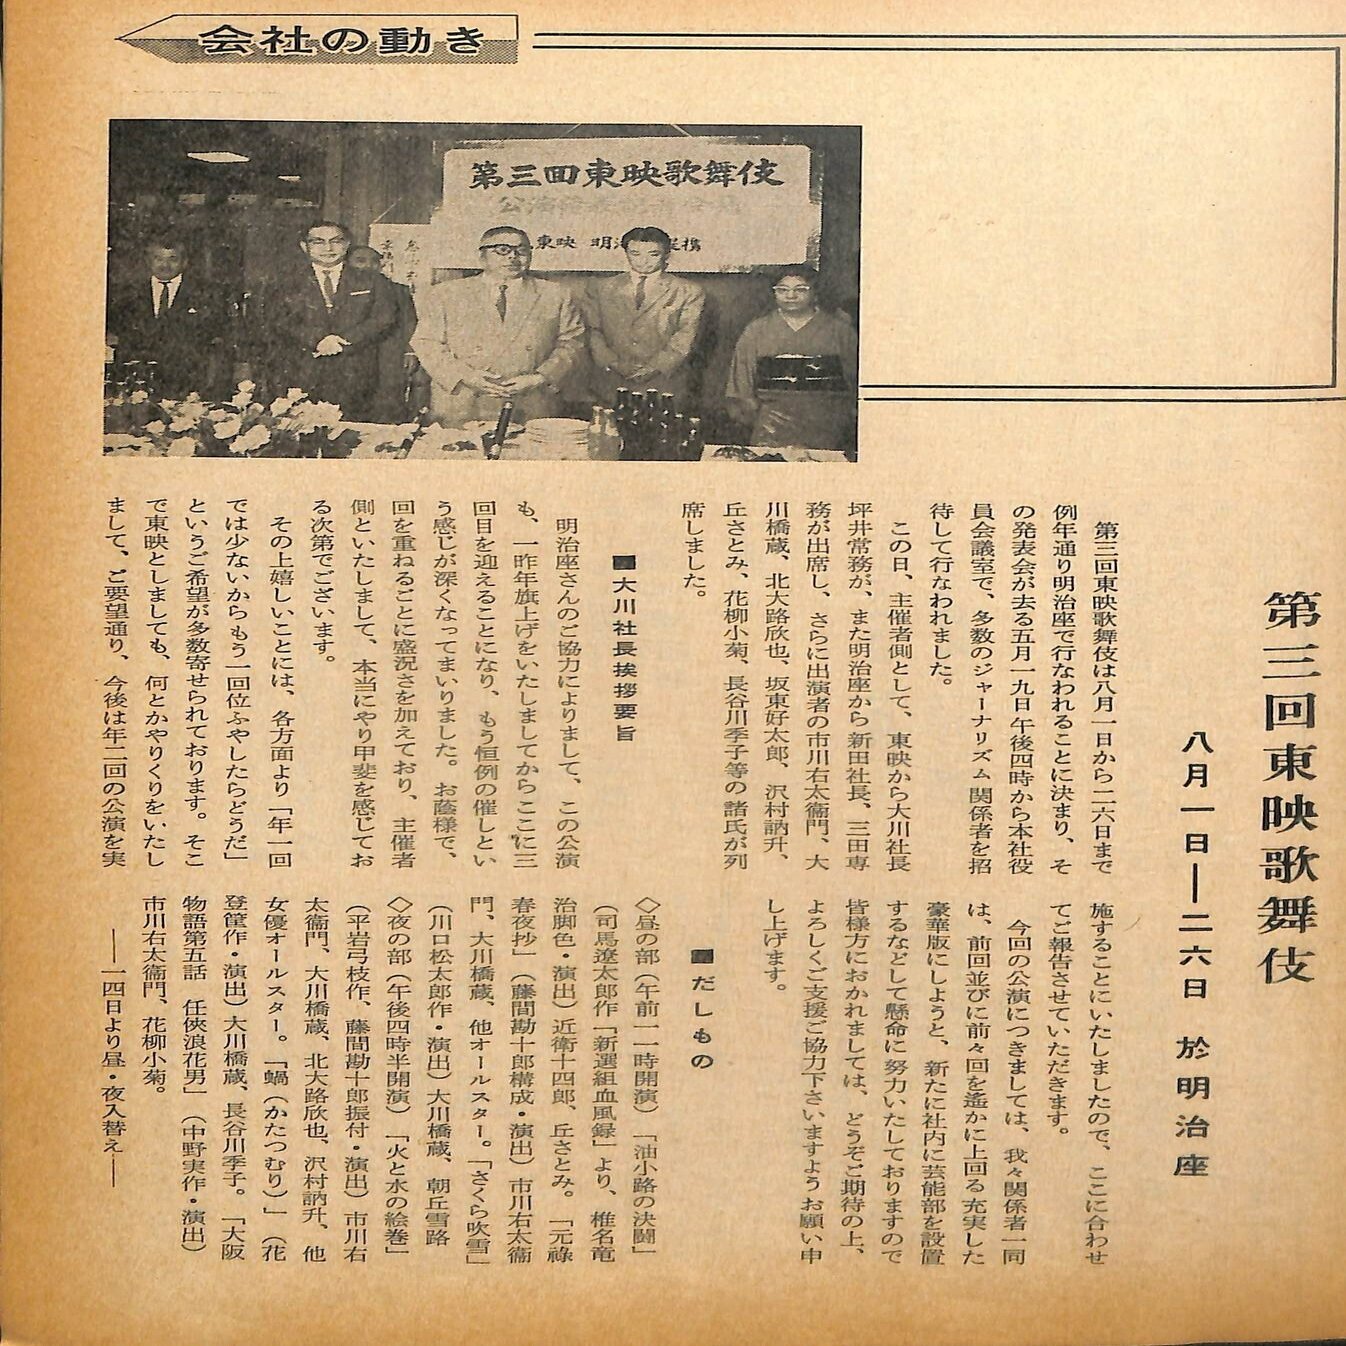 会社の動き
第三回東映歌舞伎
東映 明治
第三回東映歌舞伎
八月一日―二六日 於明治座
第三回東映歌舞伎は八月一日から二六日まで
例年通り明治座で行なわれることに決まり、そ
の発表会が去る五月一九日午後四時から本社役
員会議室で、多数のジャーナリズム関係者を招
待して行なわれました。
この日、主催者側として、東映から大川社長
坪井常務が、また明治座から新田社長、三田専
務が出席し、さらに出演者の市川右太衞門、大
川橋蔵、北大路欣也、坂東好太郎、沢村訥升、
丘さとみ、花柳小菊、長谷川季子等の諸氏が列
席しました。
■大川社長挨拶要旨
明治座さんのご協力によりまして、この公演
も、一昨年旗上げをいたしましてからここに三
回目を迎えることになり、もう恒例の催しとい
う感じが深くなってまいりました。お蔭様で、
回を重ねるごとに盛況さを加えており、主催者
側といたしまして、本当にやり甲斐を感じてお
る次第でございます。
その上嬉しいことには、各方面より「年一回
では少ないからもう一回位ふやしたらどうだ」
というご希望が多数寄せられております。そこ
で東映としましても、何とかやりくりをいたし
まして、ご要望通り、今後は年二回の公演を実
施することにいたしましたので、ここに合わせ
てご報告させていただきます。
今回の公演につきましては、我々関係者一同
は、前回並びに前々回を遙かに上回る充実した
豪華版にしようと、新たに社内に芸能部を設置
するなどして懸命に努力いたしておりますので
皆様方におかれましては、どうぞご期待の上、
よろしくご支援ご協力下さいますようお願い申
し上げます。
■だしもの
◇昼の部（午前一一時開演）「油小路の決闘」
（司馬遼太郎作「新選組血風録」より、椎名竜
治脚色・演出）近衛十四郎、丘さとみ。「元祿
春夜抄」（藤間勘十郎構成・演出）市川右太衞
門、大川橋蔵、他オールスター。「さくら吹雪」
（川口松太郎作・演出）大川橋蔵、朝丘雪路
◇夜の部（午後四時半開演）「火と水の絵巻」
（平岩弓枝作、藤間勘十郎振付・演出）市川右
太衞門、大川橋蔵、北大路欣也、沢村訥升、他
女優オールスター。「蝸（かたつむり）」（花
登筐作・演出）大川橋蔵、長谷川季子。「大阪
物語第五話 任俠浪花男」（中野実作・演出）
市川右太衞門、花柳小菊。
――一四日より昼・夜入替え――